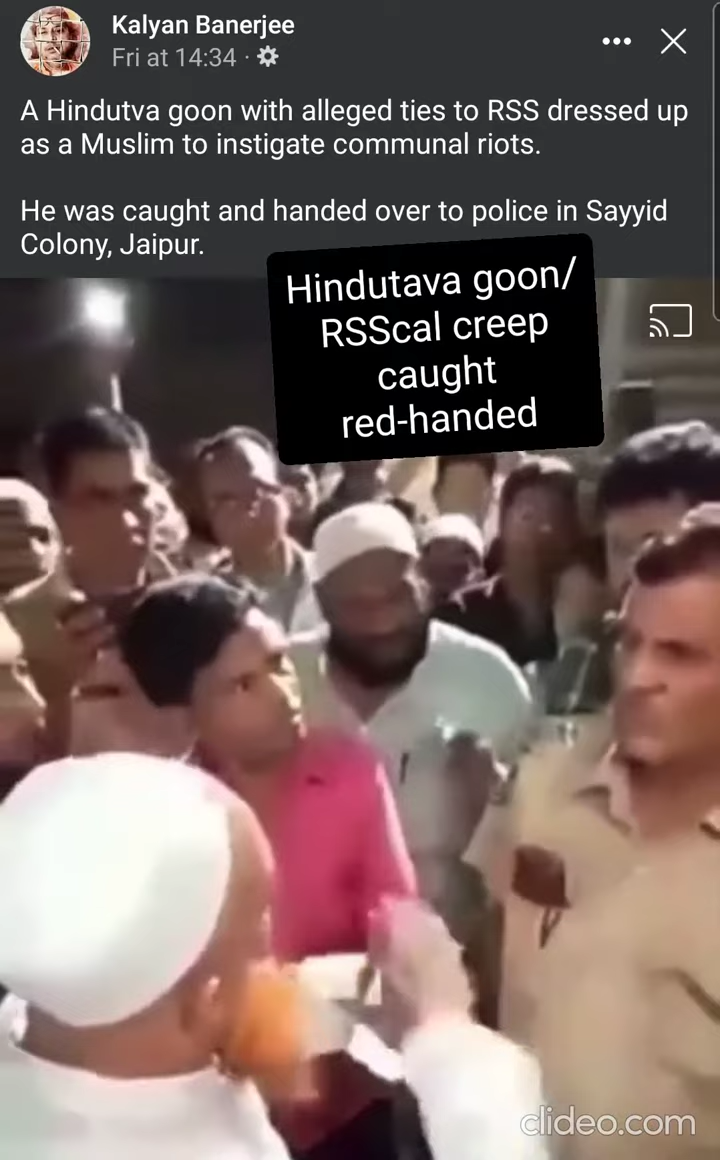 Kalyan Banerjee
Fri at 14:34 ·
A Hindutva goon with alleged ties to RSS dressed up
as a Muslim to instigate communal riots.
He was caught and handed over to police in Sayyid
Colony, Jaipur.
Hindutava goon/
RSScal creep
caught
red-handed
clideo.com